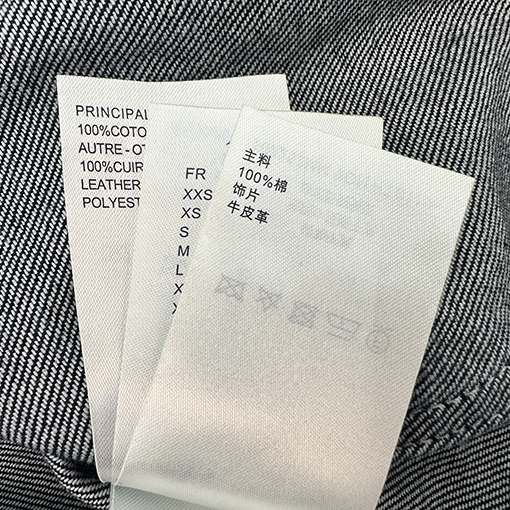 PRINCIPAL
100%COTO
AUTRE - OT
100%CUIR
LEATHER
POLYEST
FR
XXS
XS
S
M
L
X
X
主料
100%棉
饰片
牛皮革